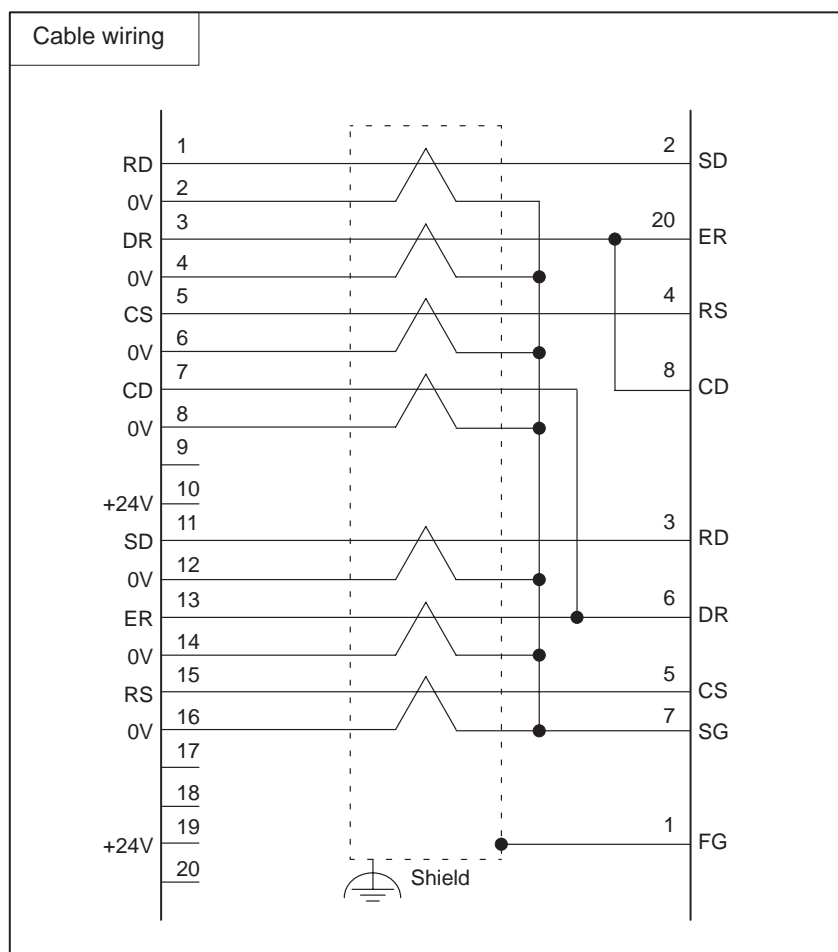 Cable wiring
RD 1 2 SD
0V 2
DR 3 20 ER
0V 4
CS 5 4 RS
0V 6
CD 7 8 CD
0V 8
9
+24V 10
SD 11 3 RD
0V 12
ER 13 6 DR
0V 14
RS 15 5 CS
0V 16 7 SG
17
18
+24V 19 1 FG
20 Shield